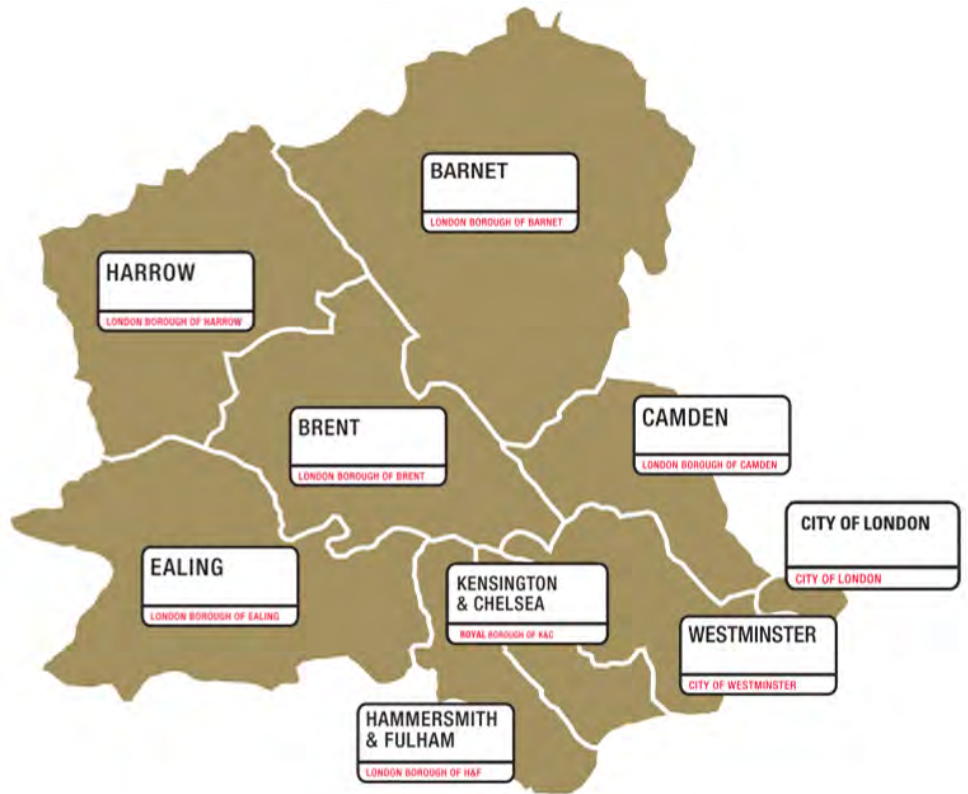 BARNET
LONDON BOROUGH OF BARNET
HARROW
LONDON BOROUGH OF HARROW
BRENT
LONDON BOROUGH OF BRENT
CAMDEN
LONDON BOROUGH OF CAMDEN
CITY OF LONDON
CITY OF LONDON
EALING
LONDON BOROUGH OF EALING
KENSINGTON
& CHELSEA
ROYAL BOROUGH OF K&C
WESTMINSTER
CITY OF WESTMINSTER
HAMMERSMITH
& FULHAM
LONDON BOROUGH OF H&F